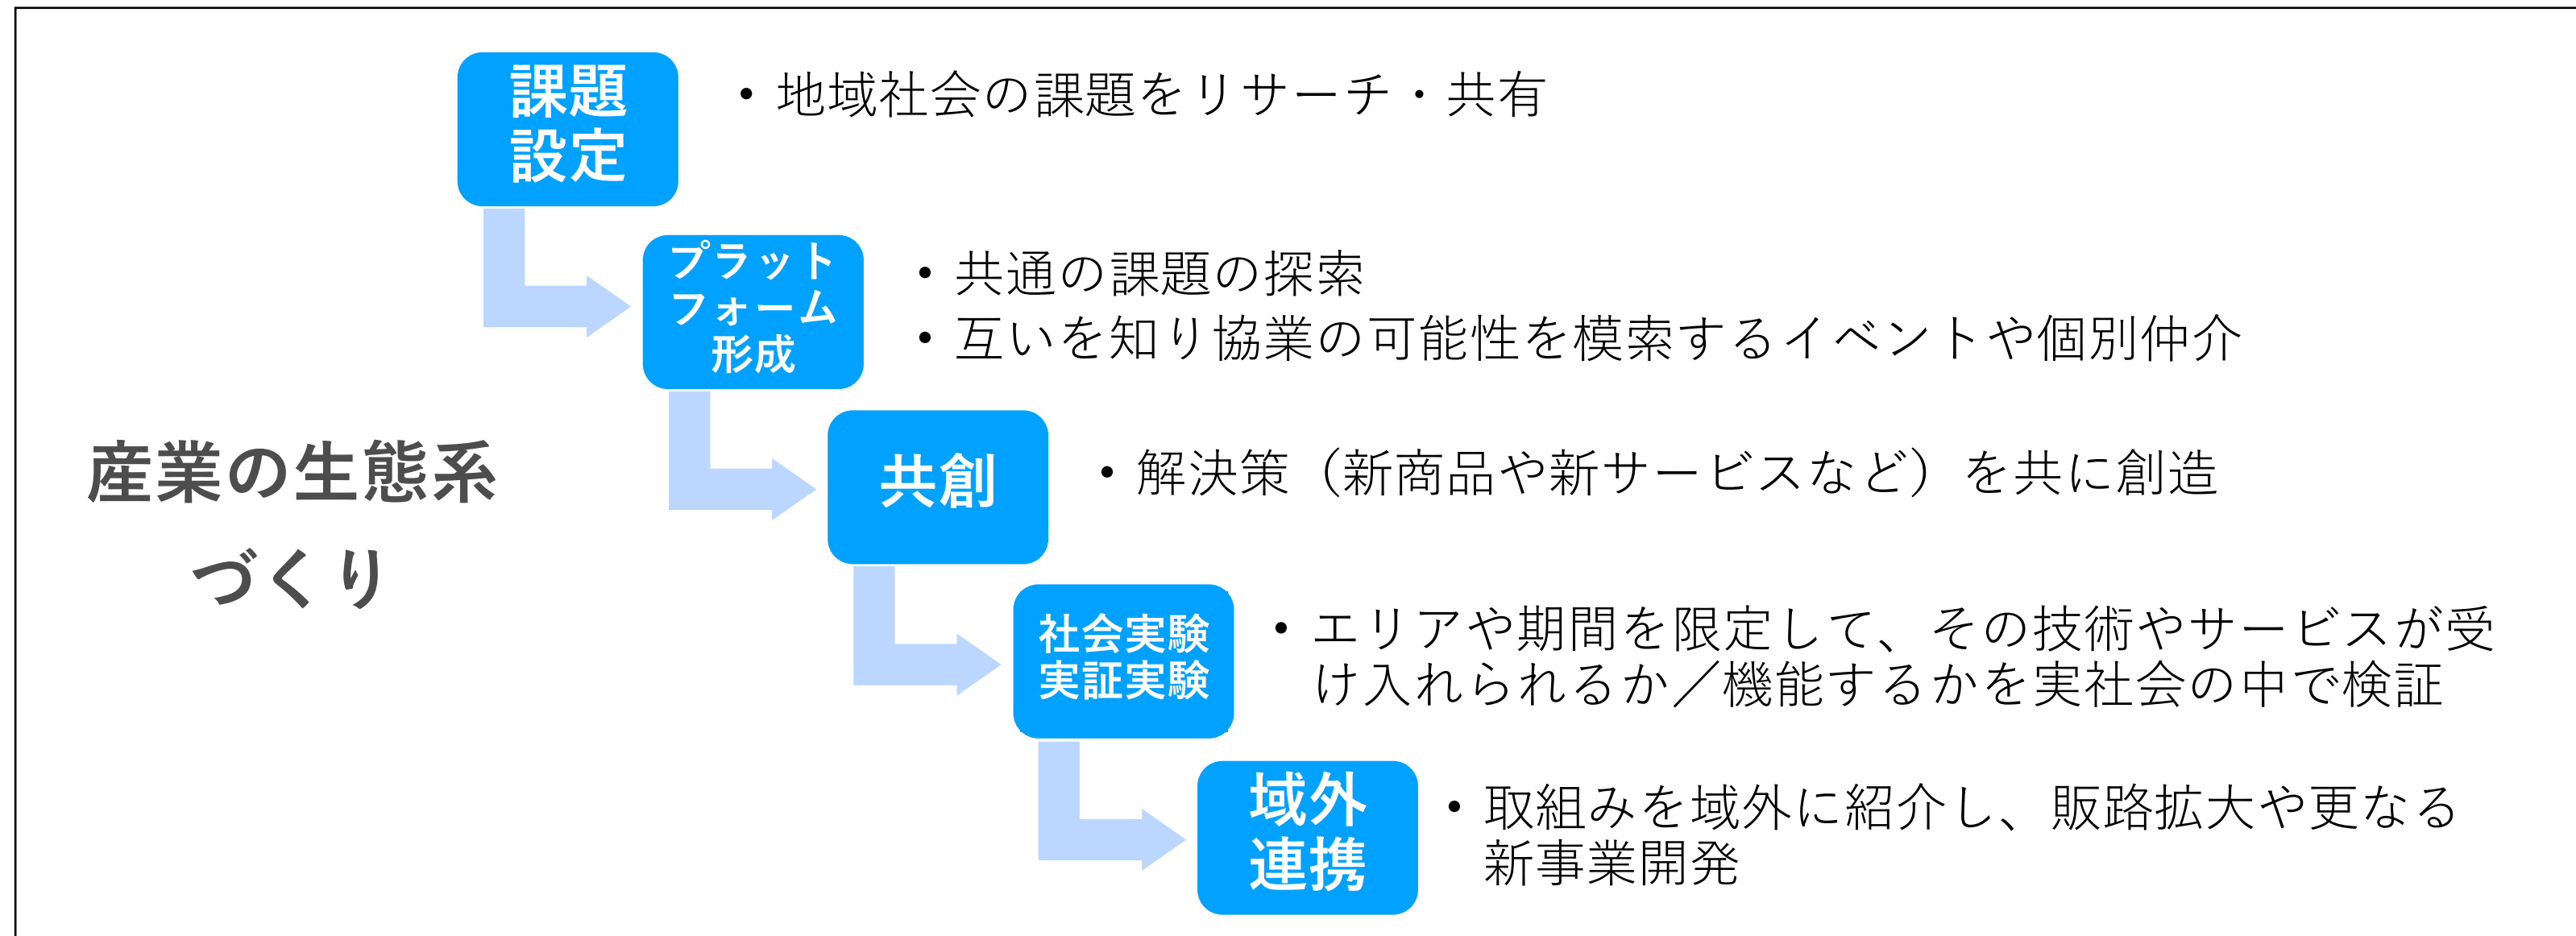 産業の生態系
づくり
課題
設定
• 地域社会の課題をリサーチ・共有
プラット
フォーム
形成
• 共通の課題の探索
• 互いを知り協業の可能性を模索するイベントや個別仲介
共創
• 解決策（新商品や新サービスなど）を共に創造
社会実験
実証実験
• エリアや期間を限定して、その技術やサービスが受
け入れられるか／機能するかを実社会の中で検証
域外
連携
• 取組みを域外に紹介し、販路拡大や更なる
新事業開発